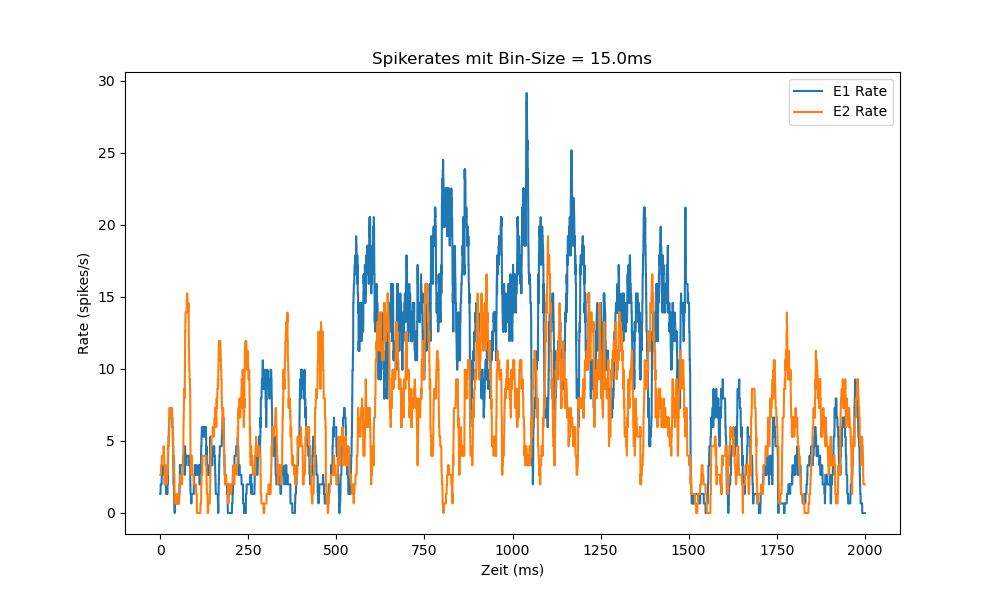 Spikerates mit Bin-Size = 15.0ms
E1 Rate
E2 Rate
30
25
20
15
10
5
0
Rate (spikes/s)
0 250 500 750 1000 1250 1500 1750 2000
Zeit (ms)